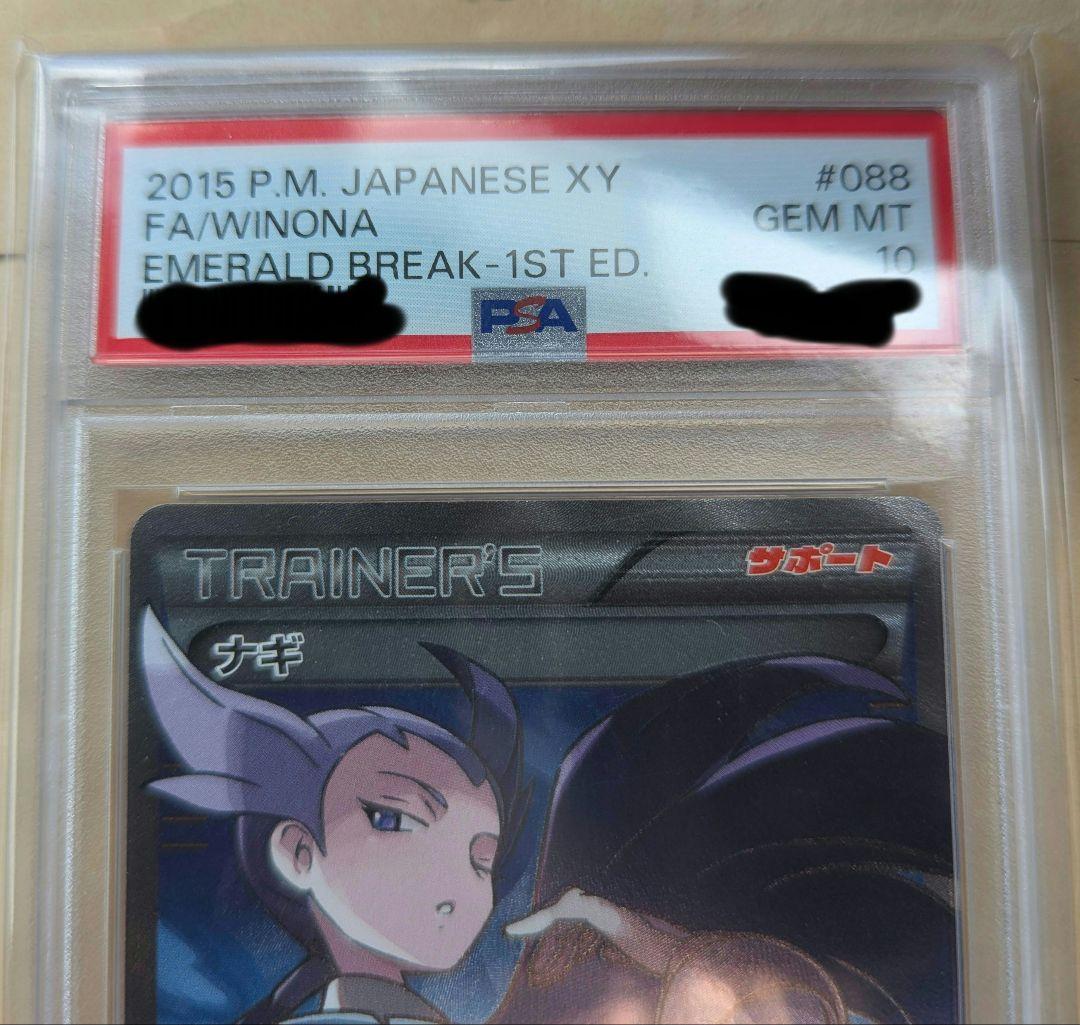 2015 P.M. JAPANESE XY #088
FA/WINONA GEM MT
EMERALD BREAK-1ST ED. 10
PSA
TRAINER'S サポート
ナギ